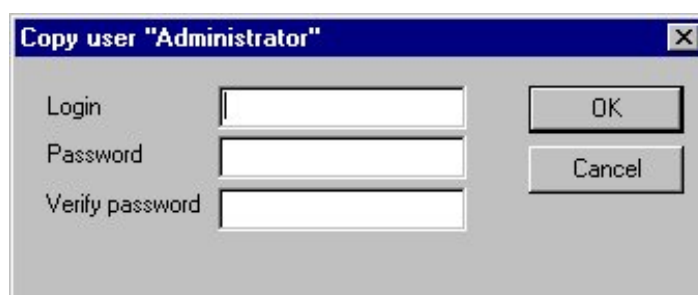 Copy user "Administrator"
Login
OK
Password
Cancel
Verify password